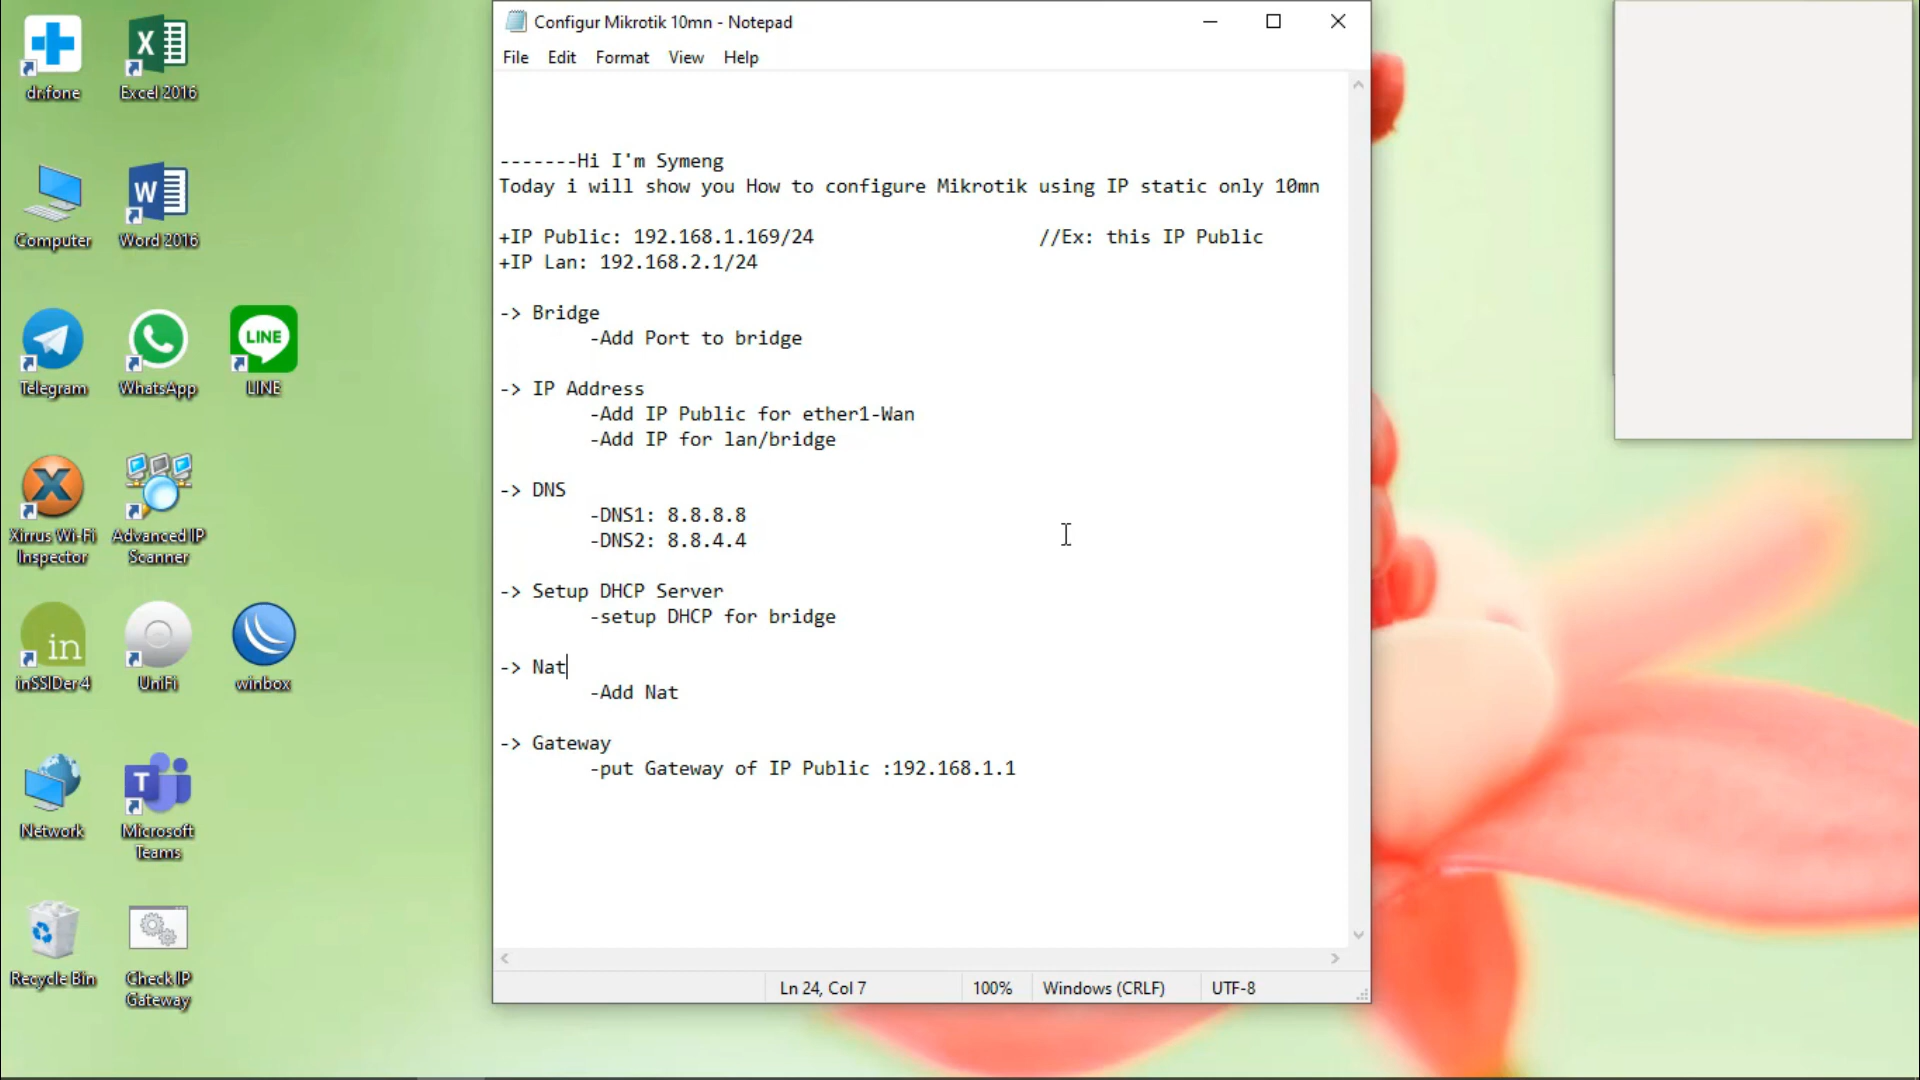 Configur Mikrotik 10mn - Notepad
File Edit Format View Help
-------Hi I'm Symeng
Today i will show you How to configure Mikrotik using IP static only 10mn
+IP Public: 192.168.1.169/24 //Ex: this IP Public
+IP Lan: 192.168.2.1/24
-> Bridge
-Add Port to bridge
-> IP Address
-Add IP Public for ether1-Wan
-Add IP for lan/bridge
-> DNS
-DNS1: 8.8.8.8
-DNS2: 8.8.4.4
-> Setup DHCP Server
-setup DHCP for bridge
-> Nat
-Add Nat
-> Gateway
-put Gateway of IP Public :192.168.1.1
Ln 24, Col 7 100% Windows (CRLF) UTF-8
dr.fone
Excel 2016
Computer
Word 2016
Telegram
WhatsApp
LINE
LINE
Xirrus Wi-Fi
Inspector
Advanced IP
Scanner
in
inSSIDer 4
UniFi
winbox
Network
Microsoft
Teams
Recycle Bin
Check IP
Gateway